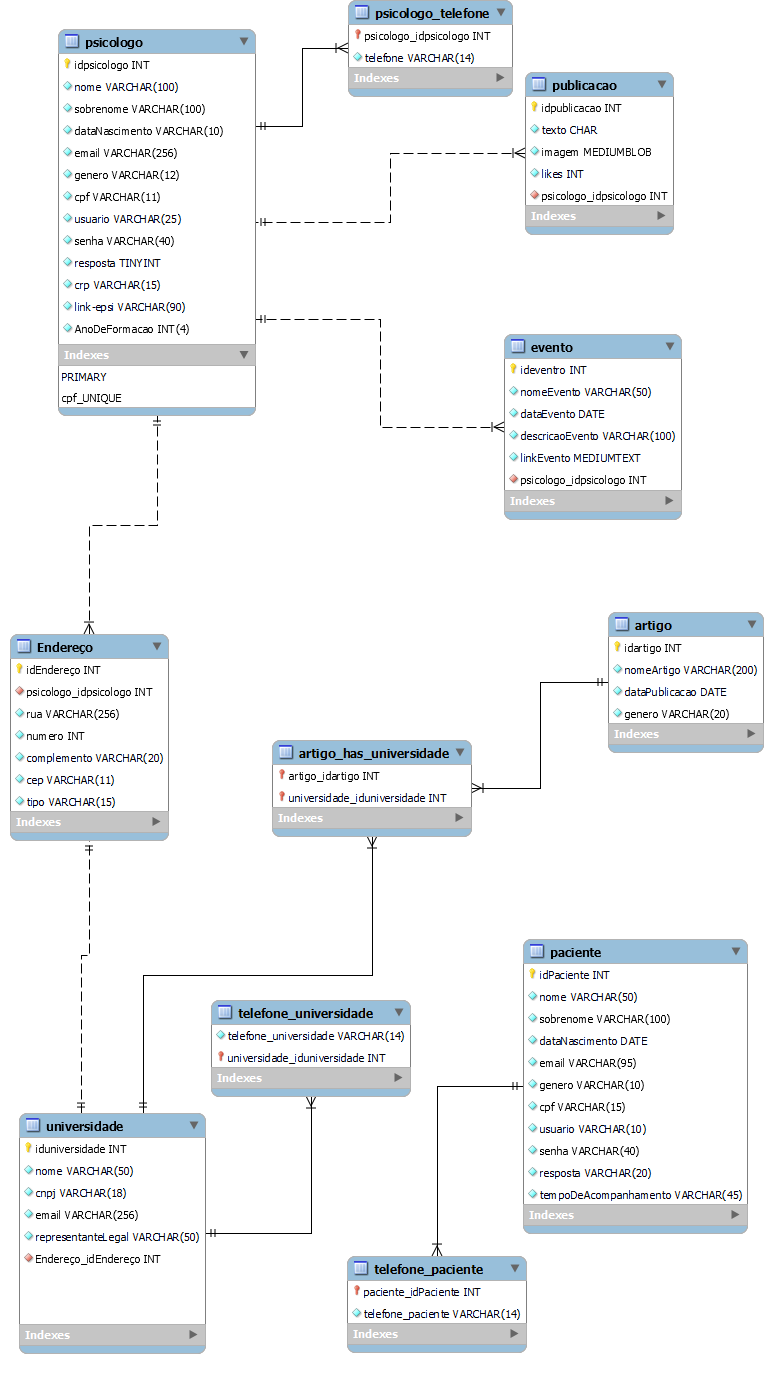 psicologo
idpsicologo INT
nome VARCHAR(100)
sobrenome VARCHAR(100)
dataNascimento VARCHAR(10)
email VARCHAR(256)
genero VARCHAR(12)
cpf VARCHAR(11)
usuario VARCHAR(25)
senha VARCHAR(40)
resposta TINYINT
crp VARCHAR(15)
link-epsi VARCHAR(90)
AnoDeFormacao INT(4)
Indexes
PRIMARY
cpf_UNIQUE
psicologo_telefone
psicologo_idpsicologo INT
telefone VARCHAR(14)
Indexes
publicacao
idpublicacao INT
texto CHAR
imagem MEDIUMBLOB
likes INT
psicologo_idpsicologo INT
Indexes
evento
ideventro INT
nomeEvento VARCHAR(50)
dataEvento DATE
descricaoEvento VARCHAR(100)
linkEvento MEDIUMTEXT
psicologo_idpsicologo INT
Indexes
Endereço
idEndereço INT
psicologo_idpsicologo INT
rua VARCHAR(256)
numero INT
complemento VARCHAR(20)
cep VARCHAR(11)
tipo VARCHAR(15)
Indexes
artigo
idartigo INT
nomeArtigo VARCHAR(200)
dataPublicacao DATE
genero VARCHAR(20)
Indexes
artigo_has_universidade
artigo_idartigo INT
universidade_iduniversidade INT
Indexes
paciente
idPaciente INT
nome VARCHAR(50)
sobrenome VARCHAR(100)
dataNascimento DATE
email VARCHAR(95)
genero VARCHAR(10)
cpf VARCHAR(15)
usuario VARCHAR(10)
senha VARCHAR(40)
resposta VARCHAR(20)
tempoDeAcompanhamento VARCHAR(45)
Indexes
telefone_universidade
telefone_universidade VARCHAR(14)
universidade_iduniversidade INT
Indexes
universidade
iduniversidade INT
nome VARCHAR(50)
cnpj VARCHAR(18)
email VARCHAR(256)
representanteLegal VARCHAR(50)
Endereço_idEndereço INT
Indexes
telefone_paciente
paciente_idPaciente INT
telefone_paciente VARCHAR(14)
Indexes